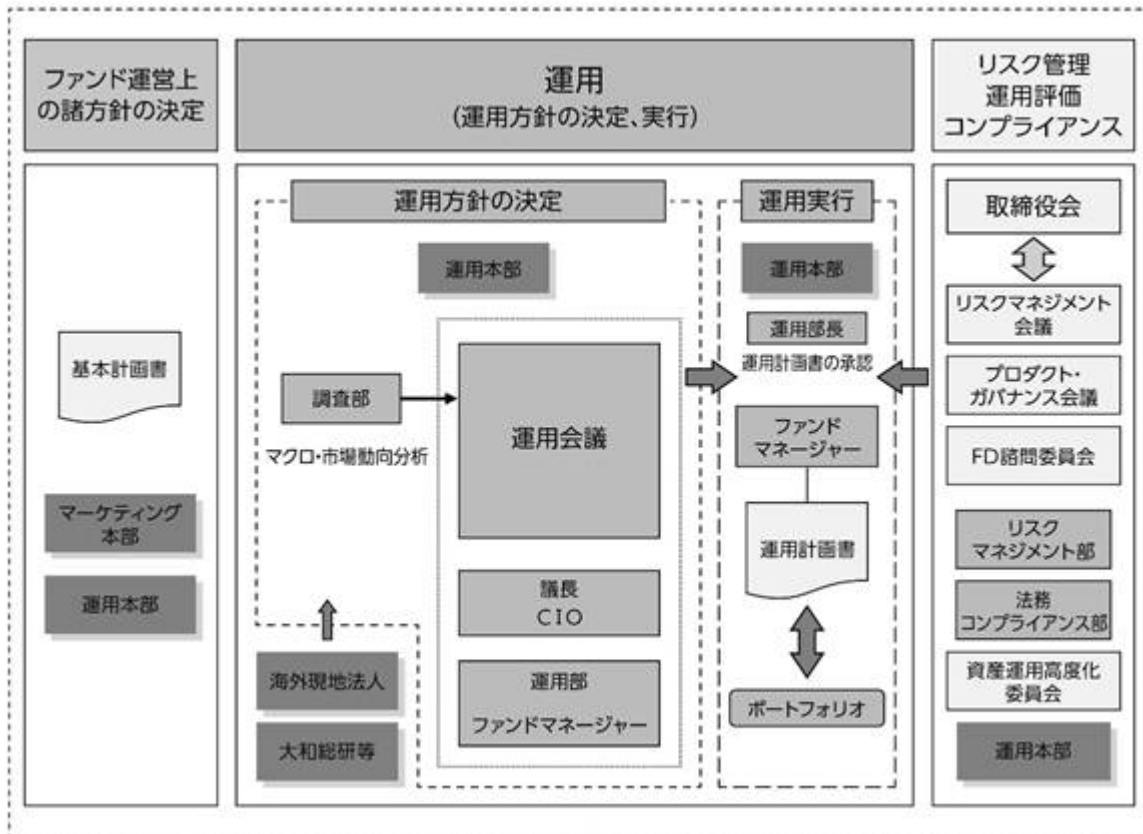 ファンド運営上
の諸方針の決定
運用
(運用方針の決定、実行)
リスク管理
運用評価
コンプライアンス
基本計画書
マーケティング
本部
運用本部
運用方針の決定
運用本部
調査部
マクロ・市場動向分析
運用会議
議長
CIO
運用部
ファンドマネージャー
海外現地法人
大和総研等
運用実行
運用本部
運用部長
運用計画書の承認
ファンド
マネージャー
運用計画書
ポートフォリオ
取締役会
リスクマネジメント
会議
プロダクト・
ガバナンス会議
FD諮問委員会
リスク
マネジメント部
法務
コンプライアンス部
資産運用高度化
委員会
運用本部